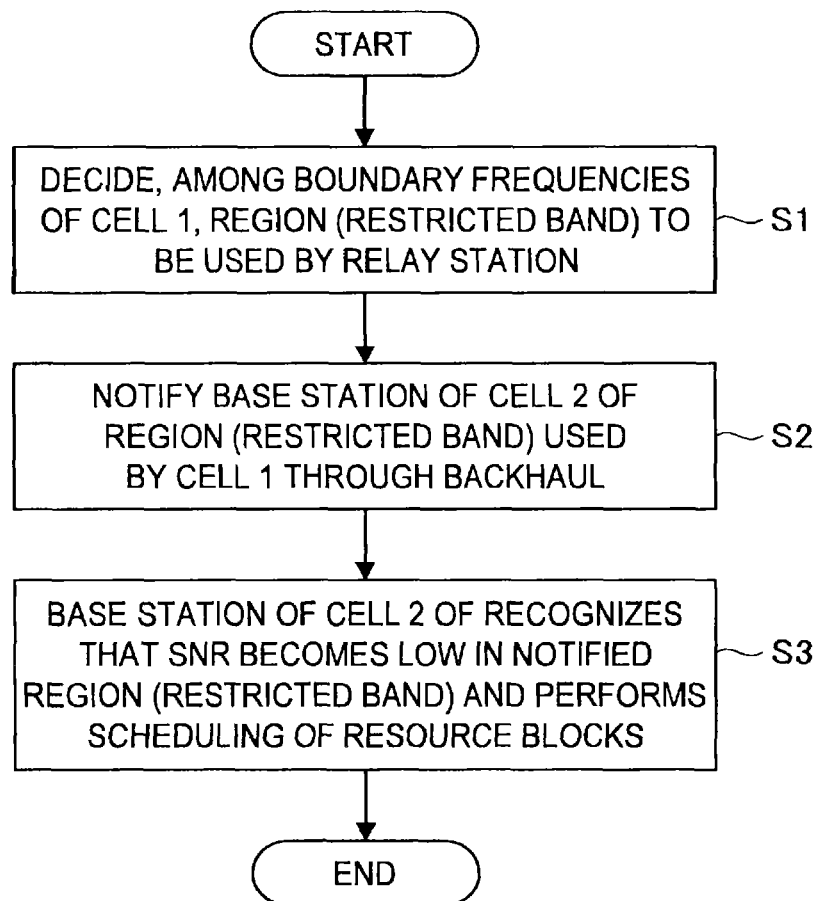 START
DECIDE, AMONG BOUNDARY FREQUENCIES
OF CELL 1, REGION (RESTRICTED BAND) TO
BE USED BY RELAY STATION
S1
NOTIFY BASE STATION OF CELL 2 OF
REGION (RESTRICTED BAND) USED
BY CELL 1 THROUGH BACKHAUL
S2
BASE STATION OF CELL 2 OF RECOGNIZES
THAT SNR BECOMES LOW IN NOTIFIED
REGION (RESTRICTED BAND) AND PERFORMS
SCHEDULING OF RESOURCE BLOCKS
S3
END